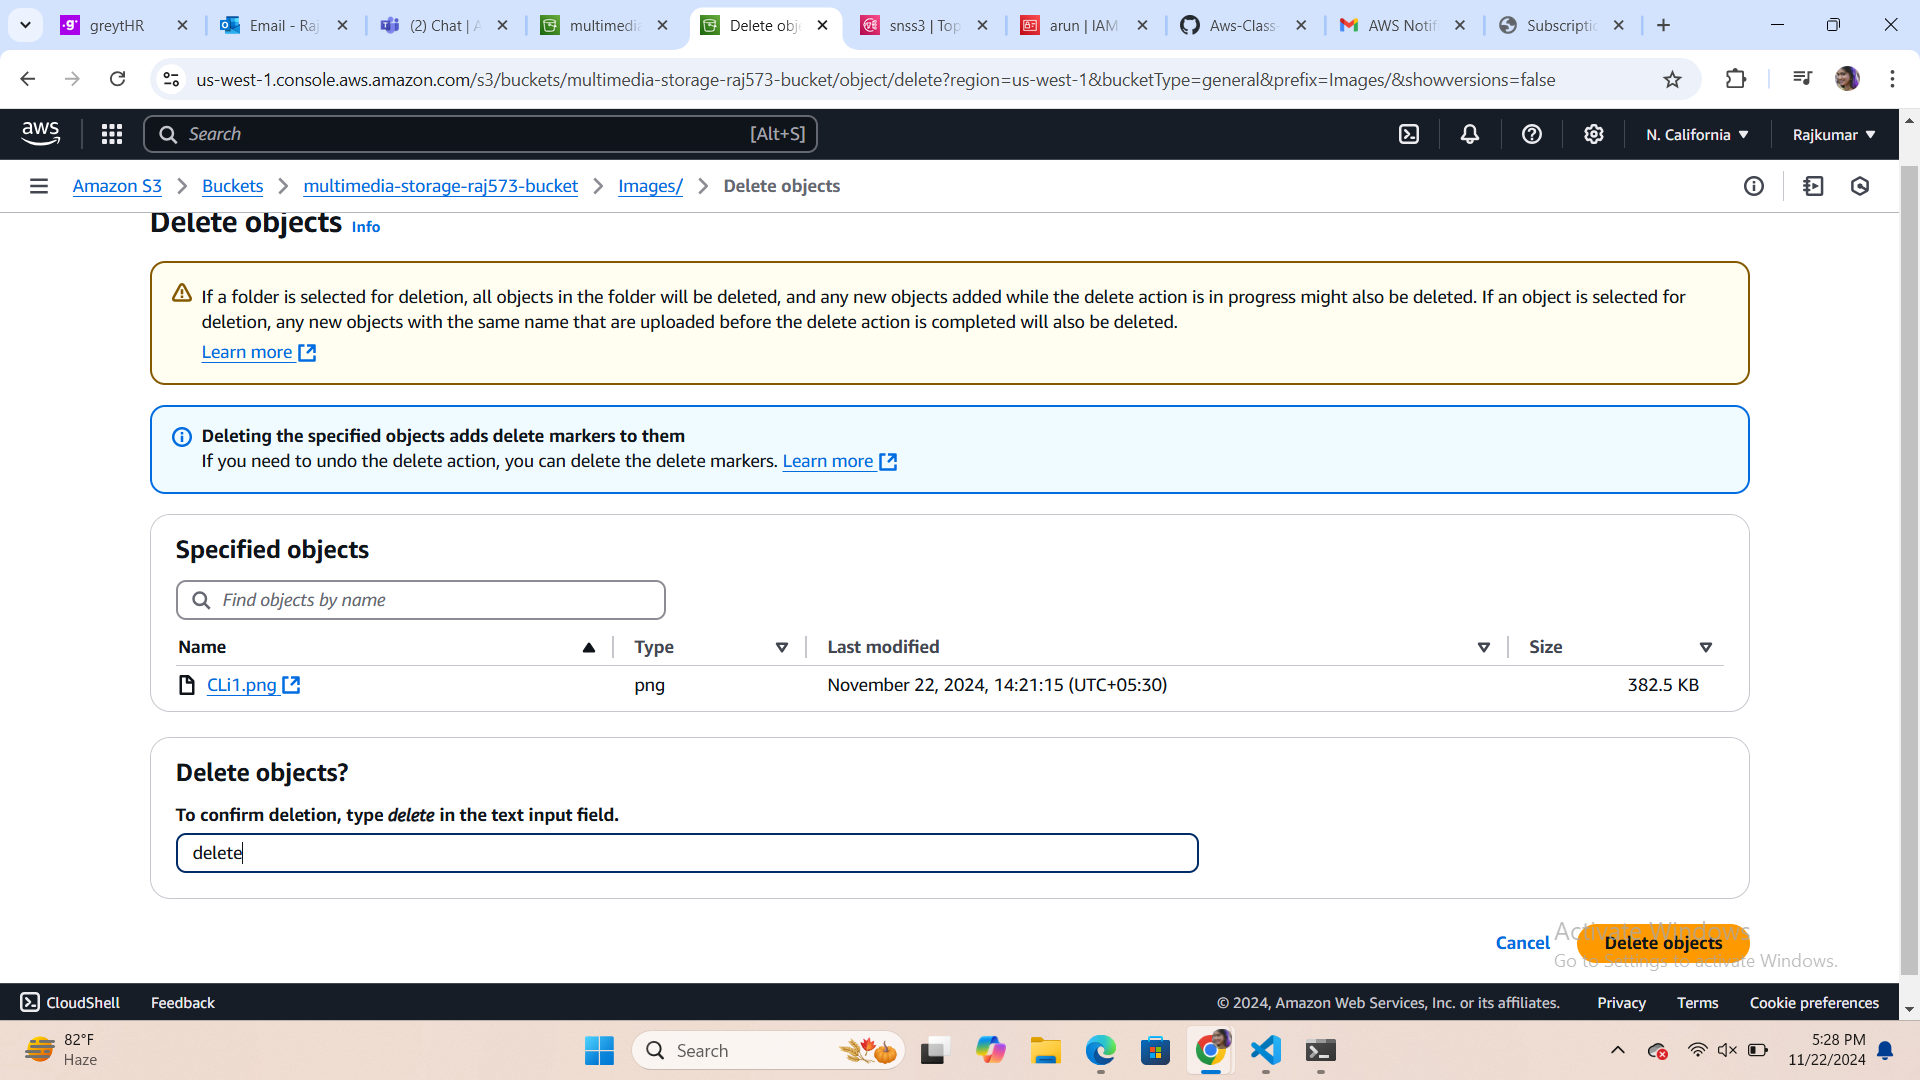 greytHR
Email - Raj
(2) Chat | A
multimedia
Delete obj
snss3 | Top
arun | IAM
Aws-Class-
AWS Notifi
Subscriptio
us-west-1.console.aws.amazon.com/s3/buckets/multimedia-storage-raj573-bucket/object/delete?region=us-west-1&bucketType=general&prefix=Images/&showversions=false
aws
Search
[Alt+S]
N. California
Rajkumar
Amazon S3
Buckets
multimedia-storage-raj573-bucket
Images/
Delete objects
Delete objects Info
If a folder is selected for deletion, all objects in the folder will be deleted, and any new objects added while the delete action is in progress might also be deleted. If an object is selected for
deletion, any new objects with the same name that are uploaded before the delete action is completed will also be deleted.
Learn more
Deleting the specified objects adds delete markers to them
If you need to undo the delete action, you can delete the delete markers. Learn more
Specified objects
Find objects by name
Name
Type
Last modified
Size
CLi1.png
png
November 22, 2024, 14:21:15 (UTC+05:30)
382.5 KB
Delete objects?
To confirm deletion, type delete in the text input field.
delete
Cancel
Delete objects
Activate Windows
Go to Settings to activate Windows.
CloudShell
Feedback
© 2024, Amazon Web Services, Inc. or its affiliates.
Privacy
Terms
Cookie preferences
82°F
Haze
Search
5:28 PM
11/22/2024